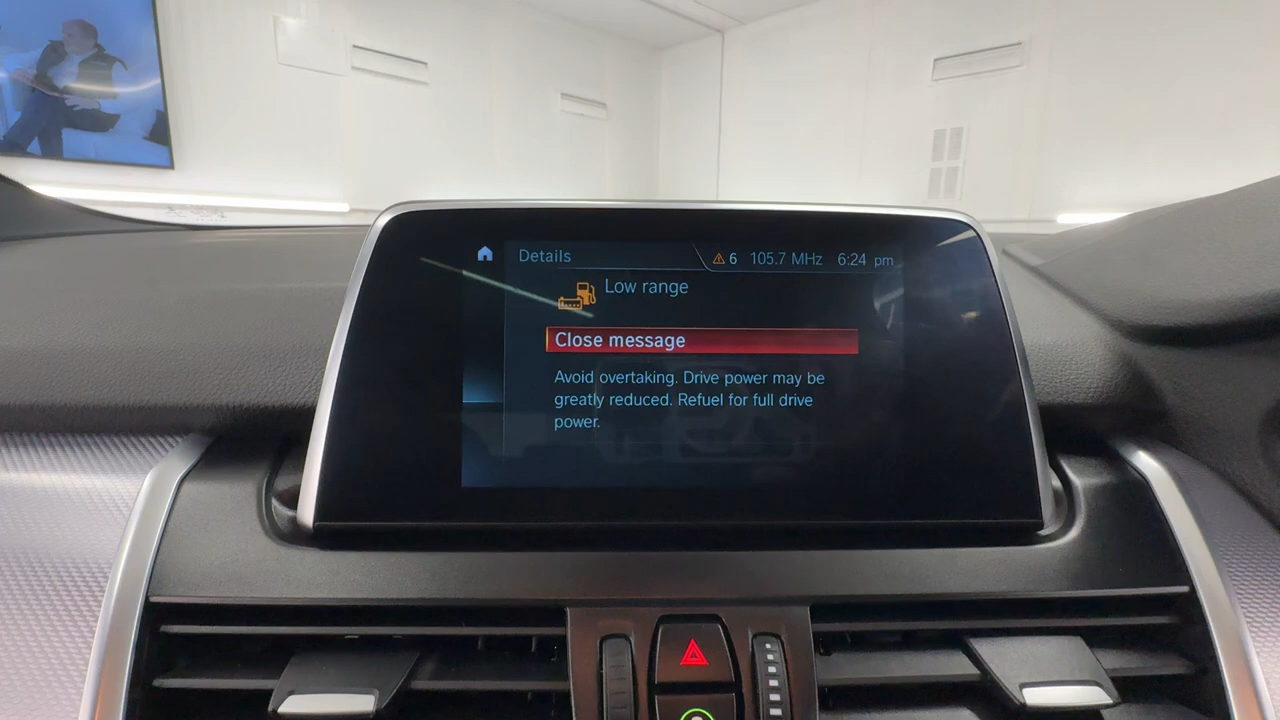 Details
6 105.7 MHz 6:24 pm
Low range
Close message
Avoid overtaking. Drive power may be
greatly reduced. Refuel for full drive
power.